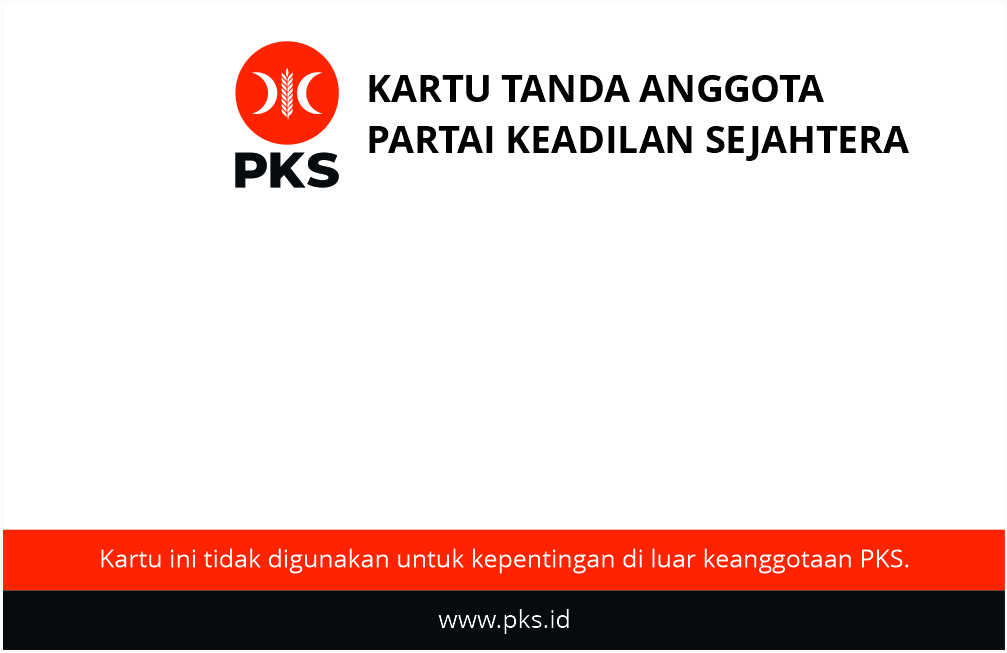 KARTU TANDA ANGGOTA
PARTAI KEADILAN SEJAHTERA
PKS
Kartu ini tidak digunakan untuk kepentingan di luar keanggotaan PKS.
www.pks.id